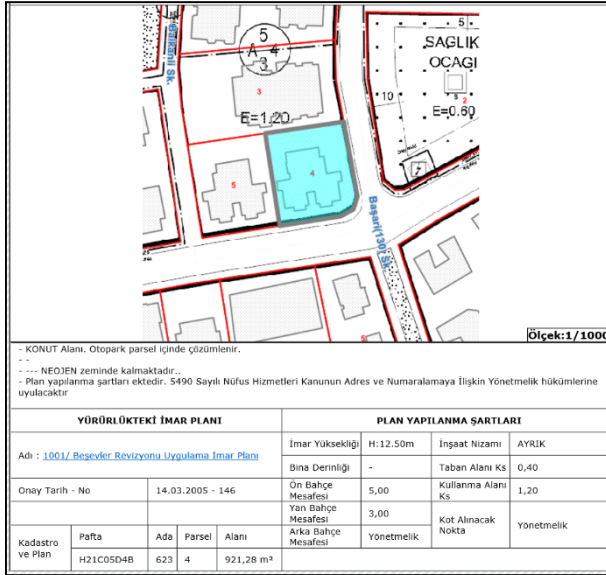 Balkanlı Sk.
5
A 4
3
3
E=1.20
5
SAGLIK
OCAGI
2
10
E=0.60
5
4
Başarı(130) Sk.
Ölçek:1/1000
- KONUT Alanı. Otopark parsel içinde çözümlenir.
- -
- --- NEOJEN zeminde kalmaktadır..
- Plan yapılanma şartları ektedir. 5490 Sayılı Nüfus Hizmetleri Kanunun Adres ve Numaralamaya İlişkin Yönetmelik hükümlerine
uyulacaktır
YÜRÜRLÜKTEKİ İMAR PLANI
PLAN YAPILANMA ŞARTLARI
Adı : 1001/ Beşevler Revizyonu Uygulama İmar Planı
İmar Yüksekliği H:12.50m İnşaat Nizamı AYRIK
Bina Derinliği - Taban Alanı Ks 0,40
Onay Tarih - No 14.03.2005 - 146
Ön Bahçe
Mesafesi 5,00 Kullanma Alanı
Ks 1,20
Yan Bahçe
Mesafesi 3,00 Kot Alınacak
Nokta Yönetmelik
Arka Bahçe
Mesafesi Yönetmelik
Kadastro
ve Plan
Pafta Ada Parsel Alanı
H21C05D4B 623 4 921,28 m²